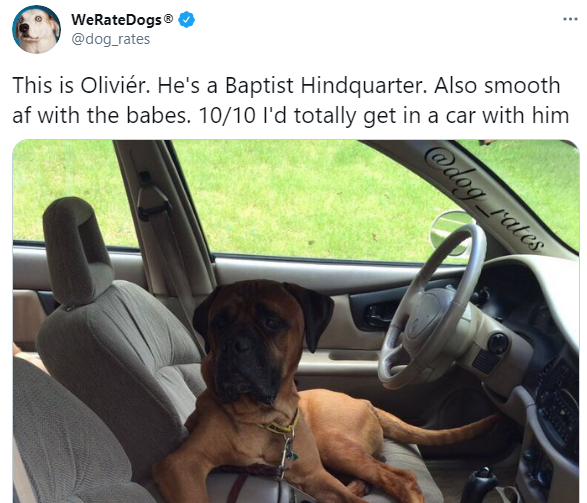 WeRateDogs®
@dog_rates
This is Oliviér. He's a Baptist Hindquarter. Also smooth
af with the babes. 10/10 I'd totally get in a car with him
@dog_rates